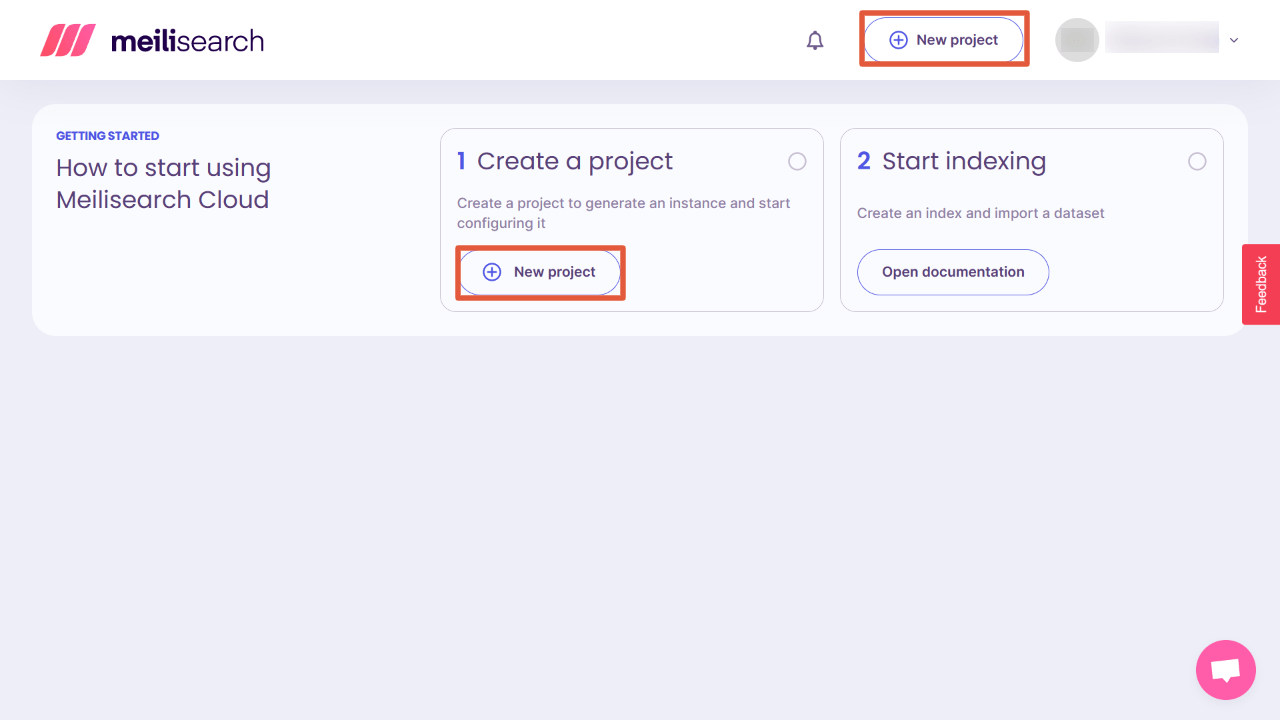 meilisearch
New project
GETTING STARTED
How to start using
Meilisearch Cloud
1 Create a project
Create a project to generate an instance and start
configuring it
New project
2 Start indexing
Create an index and import a dataset
Open documentation
Feedback